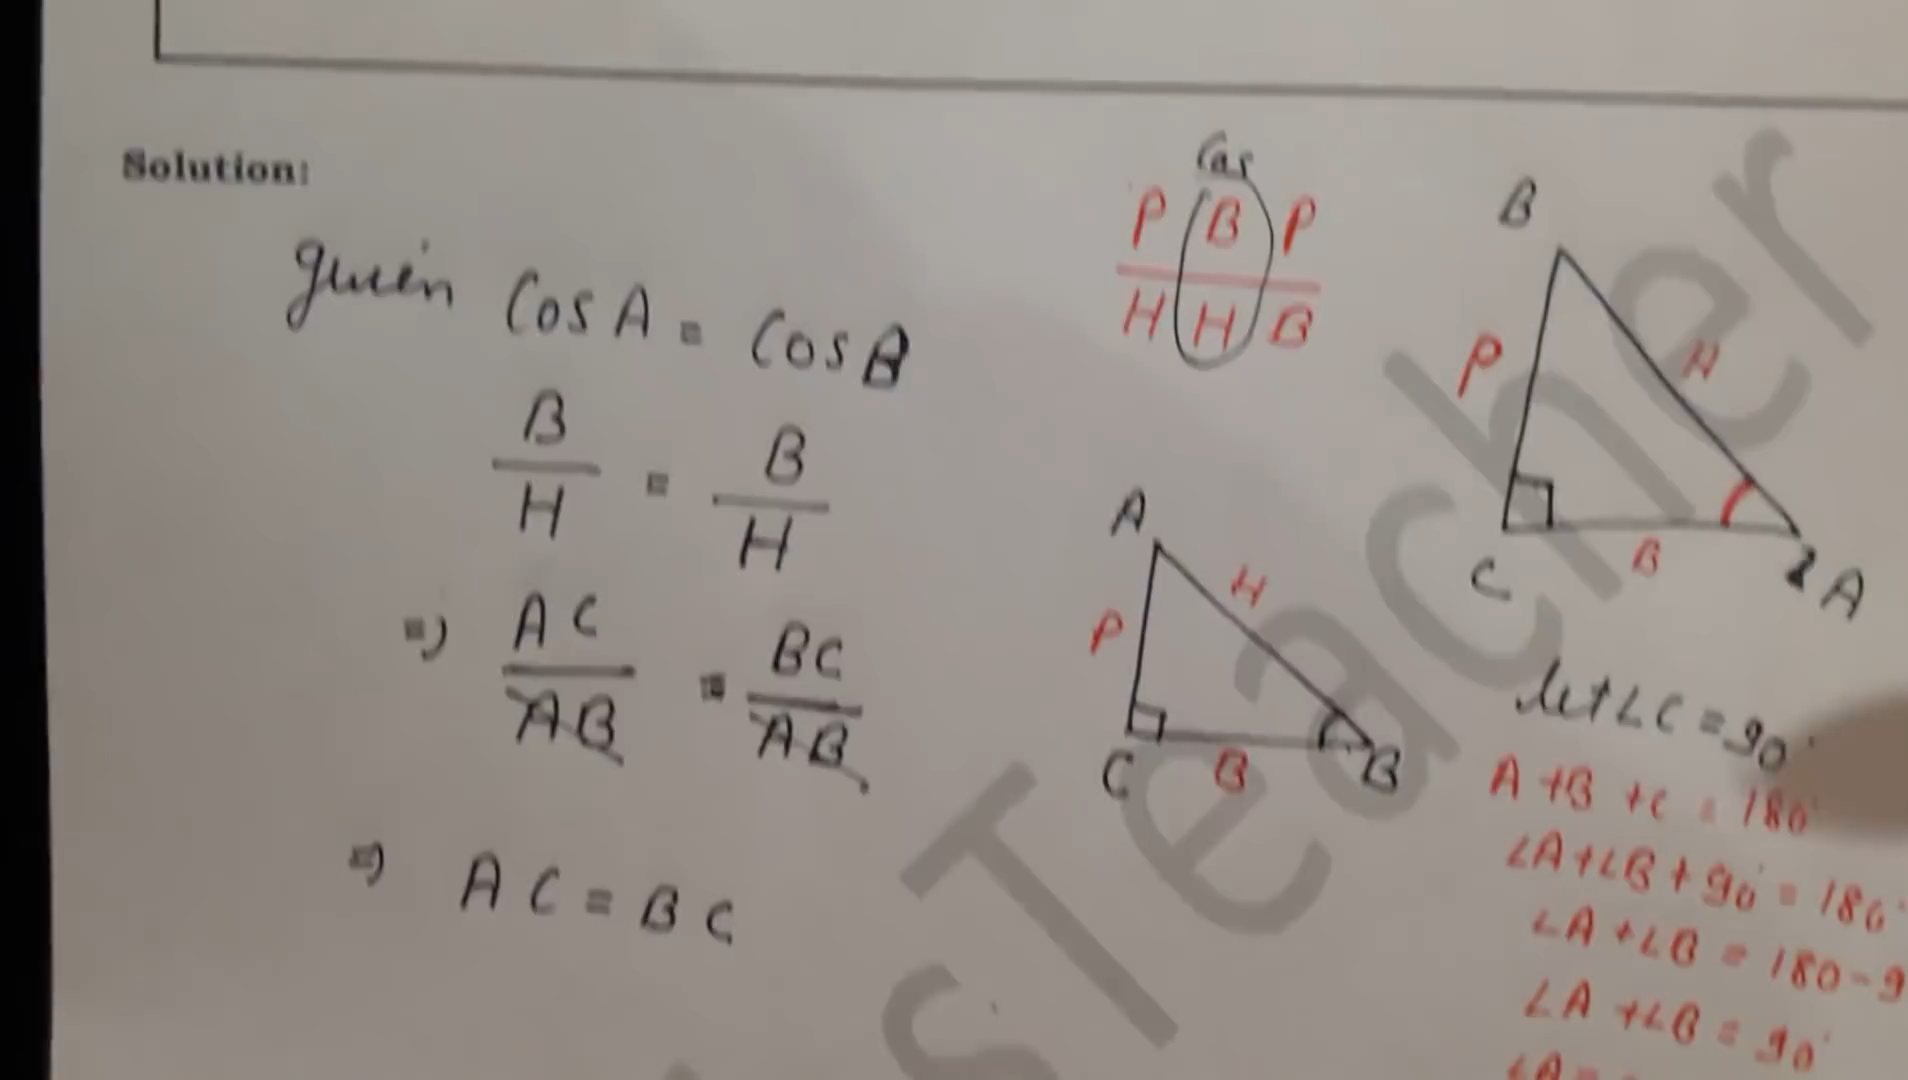 Solution:
given Cos A = Cos B
B/H = B/H
=) AC/AB = BC/AB
=) AC = BC
Cos
P B P
H H B
B
P
H
C
B
A
A
P
H
C
B
B
let ∠C = 90°
A + B + C = 180°
∠A + ∠B + 90° = 180°
∠A + ∠B = 180 - 9
∠A + ∠B = 90°
∠A =
sTeacher